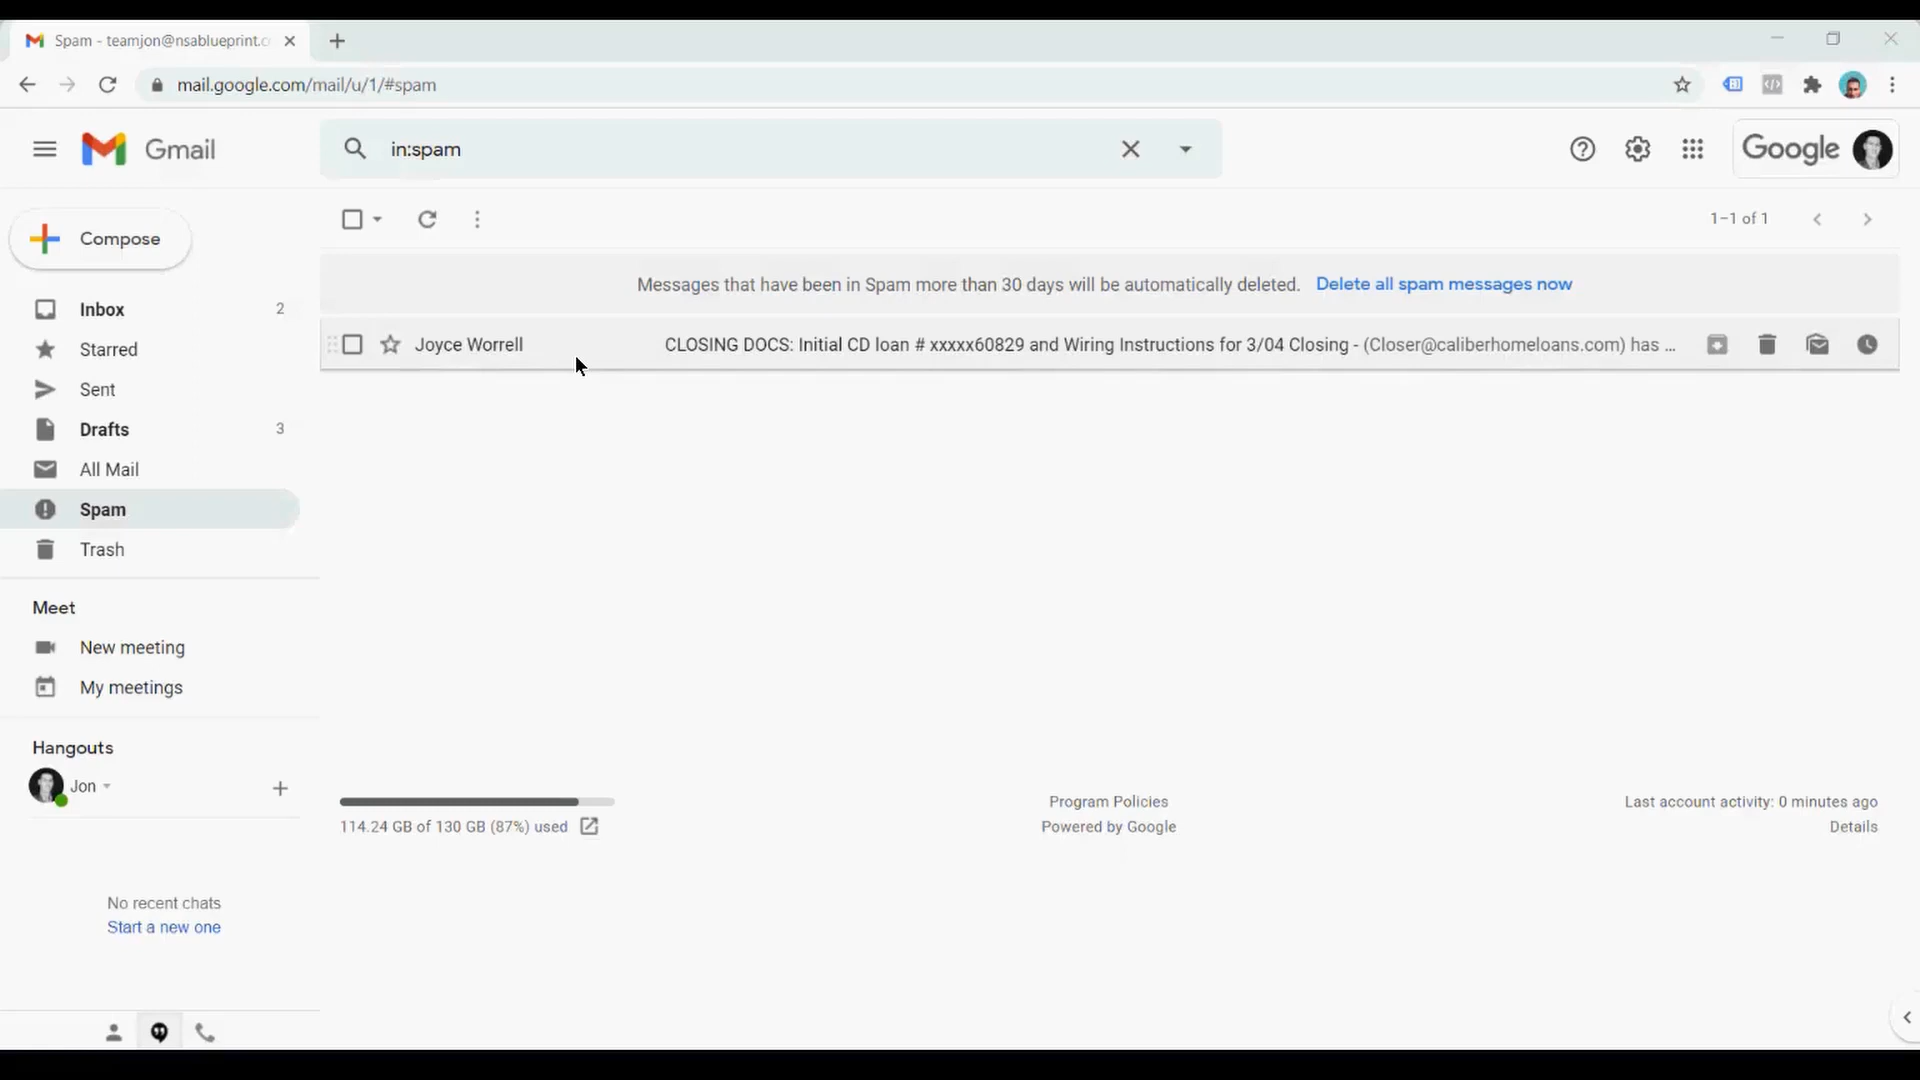 Spam - teamjon@nsablueprint.c
mail.google.com/mail/u/1/#spam
Gmail
in:spam
Google
Compose
1–1 of 1
Messages that have been in Spam more than 30 days will be automatically deleted. Delete all spam messages now
Joyce Worrell CLOSING DOCS: Initial CD loan # xxxxx60829 and Wiring Instructions for 3/04 Closing - (Closer@caliberhomeloans.com) has ...
Inbox 2
Starred
Sent
Drafts 3
All Mail
Spam
Trash
Meet
New meeting
My meetings
Hangouts
Jon
114.24 GB of 130 GB (87%) used
Program Policies
Powered by Google
Last account activity: 0 minutes ago
Details
No recent chats
Start a new one